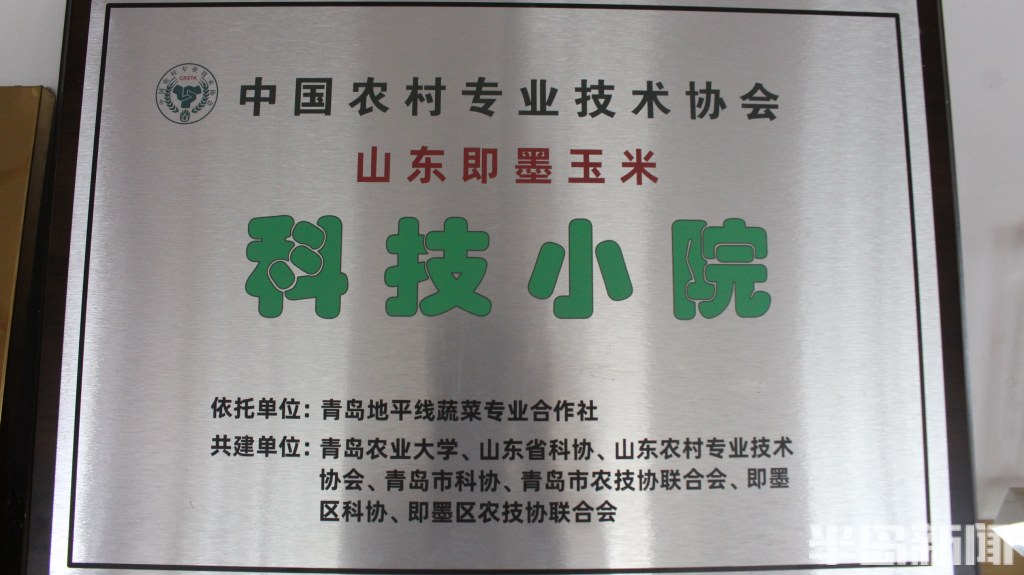 中国农村专业技术协会
山东即墨玉米
科技小院
依托单位：青岛地平线蔬菜专业合作社
共建单位：青岛农业大学、山东省科协、山东农村专业技术
协会、青岛市科协、青岛市农技协联合会、即墨
区科协、即墨区农技协联合会
半岛新闻